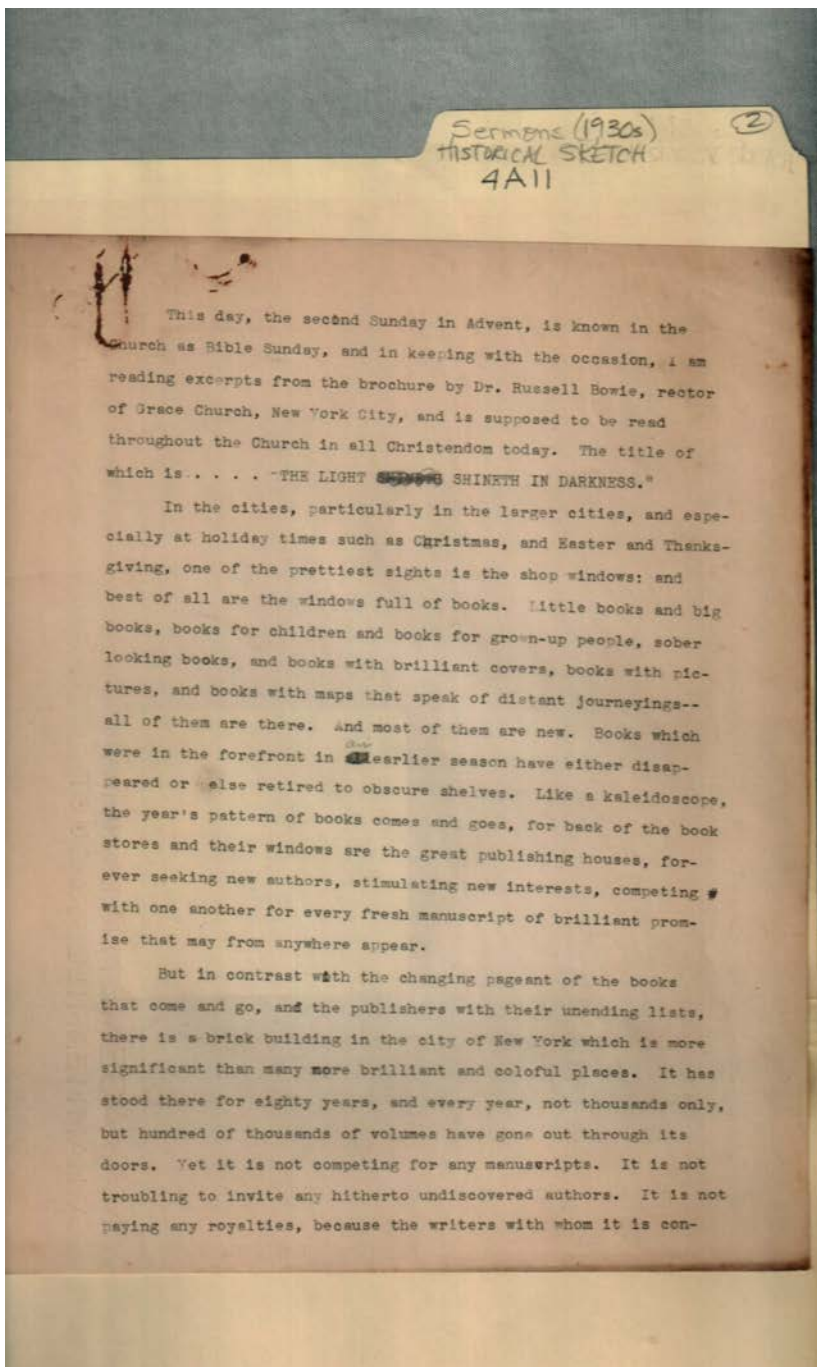 Sermons (1930s) 2
HISTORICAL SKETCH
4A11
This day, the second Sunday in Advent, is known in the
Church as Bible Sunday, and in keeping with the occasion, I am
reading excerpts from the brochure by Dr. Russell Bowie, rector
of Grace Church, New York City, and is supposed to be read
throughout the Church in all Christendom today. The title of
which is . . . . "THE LIGHT SHINETH IN DARKNESS."
In the cities, particularly in the larger cities, and espe-
cially at holiday times such as Christmas, and Easter and Thanks-
giving, one of the prettiest sights is the shop windows: and
best of all are the windows full of books. Little books and big
books, books for children and books for grown-up people, sober
looking books, and books with brilliant covers, books with pic-
tures, and books with maps that speak of distant journeyings--
all of them are there. And most of them are new. Books which
were in the forefront in earlier season have either disap-
peared or else retired to obscure shelves. Like a kaleidoscope,
the year's pattern of books comes and goes, for back of the book
stores and their windows are the great publishing houses, for-
ever seeking new authors, stimulating new interests, competing
with one another for every fresh manuscript of brilliant prom-
ise that may from anywhere appear.
But in contrast with the changing pageant of the books
that come and go, and the publishers with their unending lists,
there is a brick building in the city of New York which is more
significant than many more brilliant and coloful places. It has
stood there for eighty years, and every year, not thousands only,
but hundred of thousands of volumes have gone out through its
doors. Yet it is not competing for any manuscripts. It is not
troubling to invite any hitherto undiscovered authors. It is not
paying any royalties, because the writers with whom it is con-